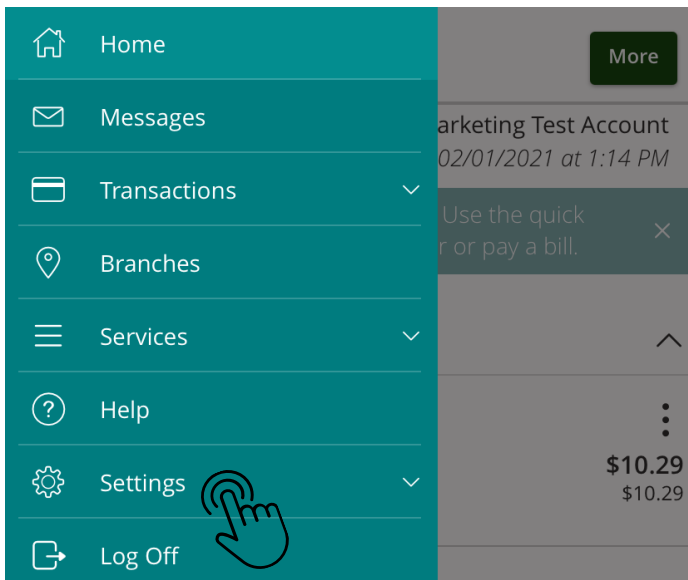 Home
More
Messages
arketing Test Account
02/01/2021 at 1:14 PM
Transactions
Use the quick
r or pay a bill.
Branches
Services
Help
Settings
$10.29
$10.29
Log Off